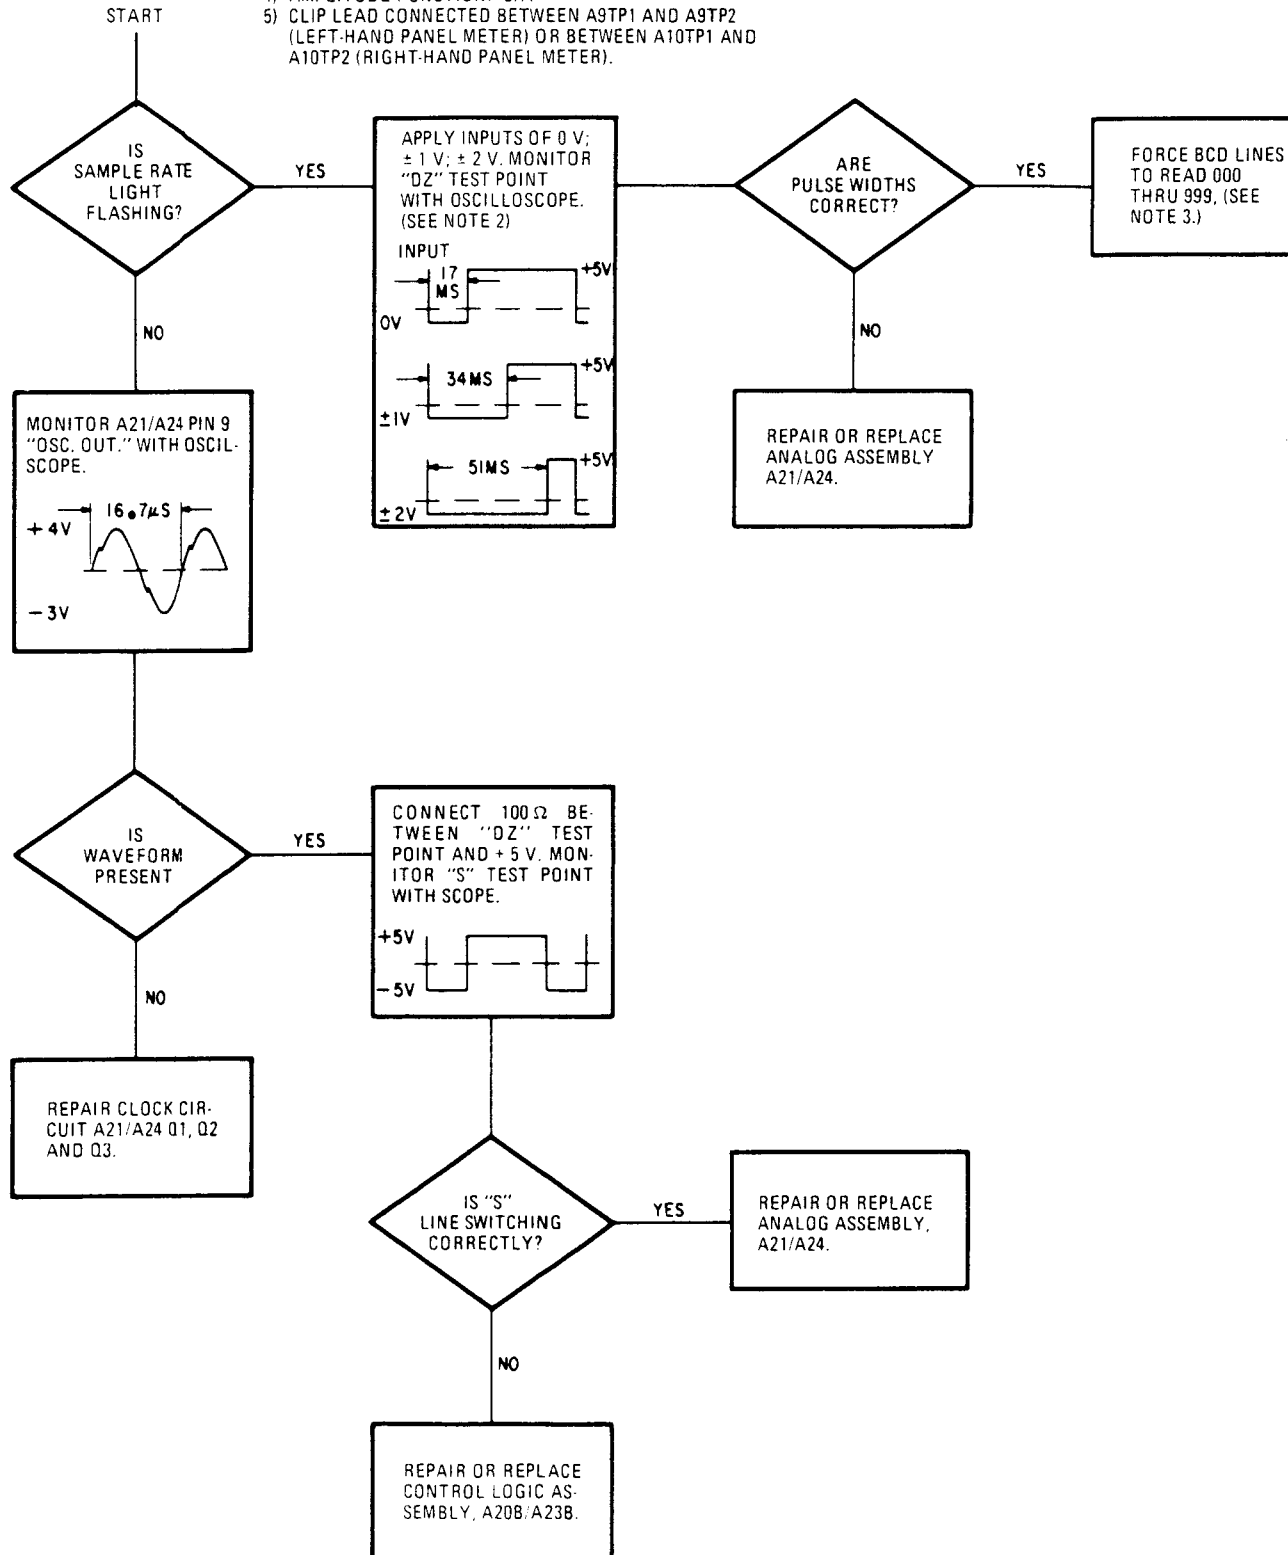 START
5) CLIP LEAD CONNECTED BETWEEN A9TP1 AND A9TP2
(LEFT-HAND PANEL METER) OR BETWEEN A10TP1 AND
A10TP2 (RIGHT-HAND PANEL METER).
IS
SAMPLE RATE
LIGHT
FLASHING?
YES
APPLY INPUTS OF 0 V;
± 1 V; ± 2 V. MONITOR
"DZ" TEST POINT
WITH OSCILLOSCOPE.
(SEE NOTE 2)
INPUT
17
MS
+5V
0V
34MS
+5V
±1V
51MS
+5V
±2V
ARE
PULSE WIDTHS
CORRECT?
YES
FORCE BCD LINES
TO READ 000
THRU 999, (SEE
NOTE 3.)
NO
REPAIR OR REPLACE
ANALOG ASSEMBLY
A21/A24.
NO
MONITOR A21/A24 PIN 9
"OSC. OUT." WITH OSCIL-
SCOPE.
16.7µS
+4V
-3V
IS
WAVEFORM
PRESENT
YES
CONNECT 100Ω BE-
TWEEN "DZ" TEST
POINT AND + 5 V. MON-
ITOR "S" TEST POINT
WITH SCOPE.
+5V
-5V
NO
REPAIR CLOCK CIR-
CUIT A21/A24 Q1, Q2
AND Q3.
IS "S"
LINE SWITCHING
CORRECTLY?
YES
REPAIR OR REPLACE
ANALOG ASSEMBLY,
A21/A24.
NO
REPAIR OR REPLACE
CONTROL LOGIC AS-
SEMBLY, A20B/A23B.